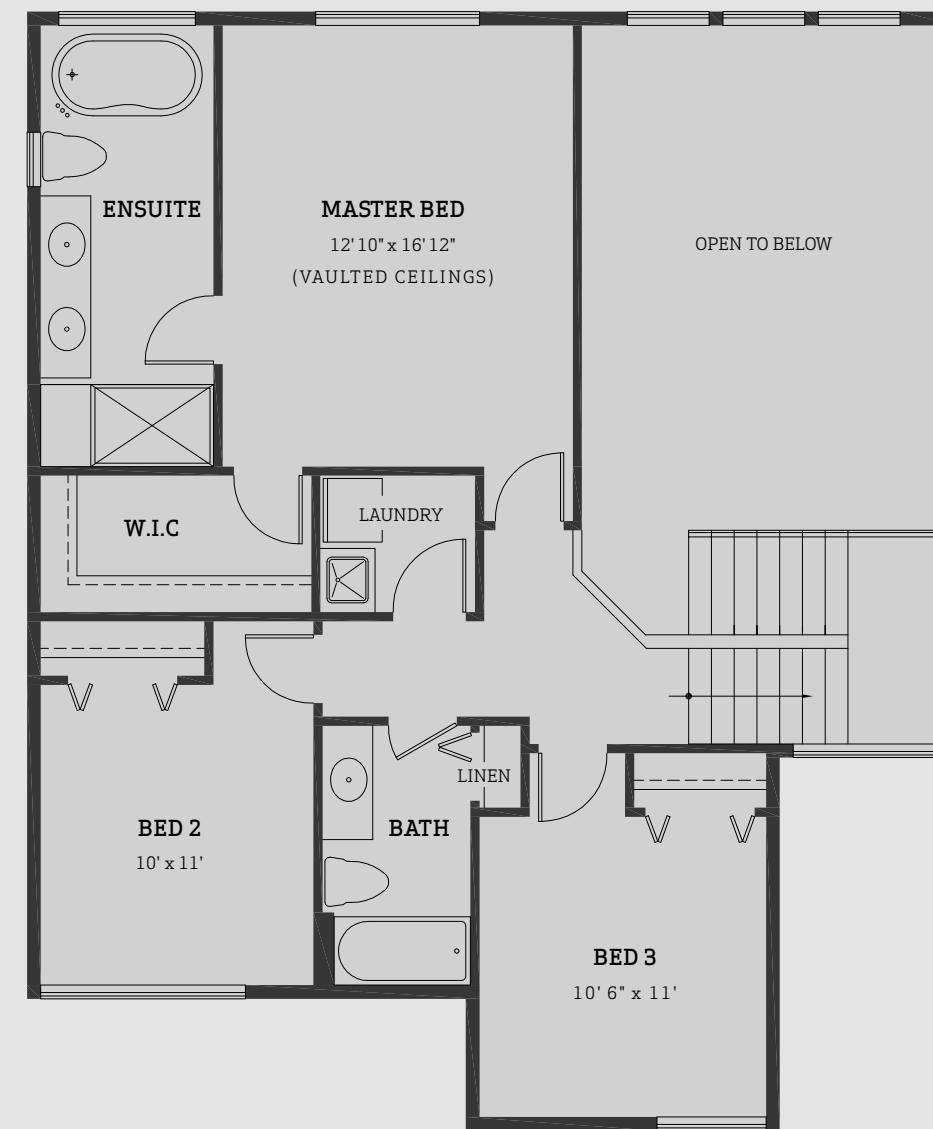 ENSUITE
MASTER BED
12'10" x 16'12"
(VAULTED CEILINGS)
OPEN TO BELOW
W.I.C
LAUNDRY
LINEN
BED 2
10' x 11'
BATH
BED 3
10' 6" x 11'